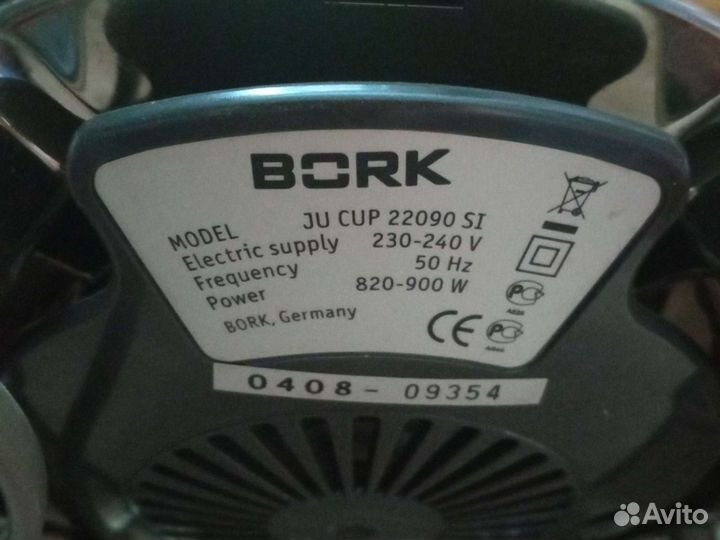 BORK
MODEL JU CUP 22090 SI
Electric supply 230-240 V
Frequency 50 Hz
Power 820-900 W
BORK, Germany
CE
0408- 09354
Avito